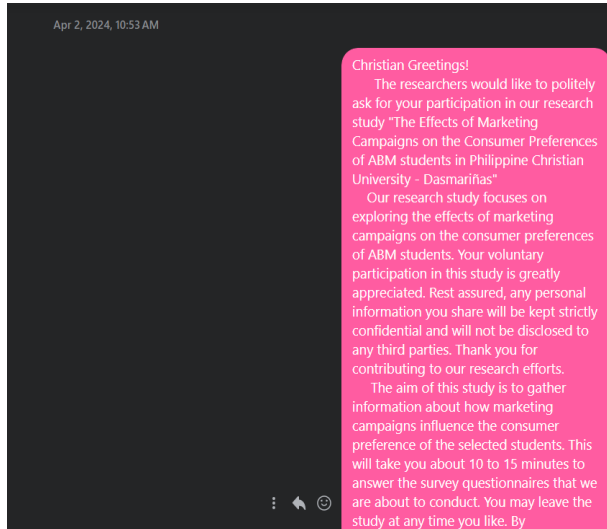 Apr 2, 2024, 10:53 AM
Christian Greetings!
The researchers would like to politely
ask for your participation in our research
study "The Effects of Marketing
Campaigns on the Consumer Preferences
of ABM students in Philippine Christian
University - Dasmariñas"
Our research study focuses on
exploring the effects of marketing
campaigns on the consumer preferences
of ABM students. Your voluntary
participation in this study is greatly
appreciated. Rest assured, any personal
information you share will be kept strictly
confidential and will not be disclosed to
any third parties. Thank you for
contributing to our research efforts.
The aim of this study is to gather
information about how marketing
campaigns influence the consumer
preference of the selected students. This
will take you about 10 to 15 minutes to
answer the survey questionnaires that we
are about to conduct. You may leave the
study at any time you like. By